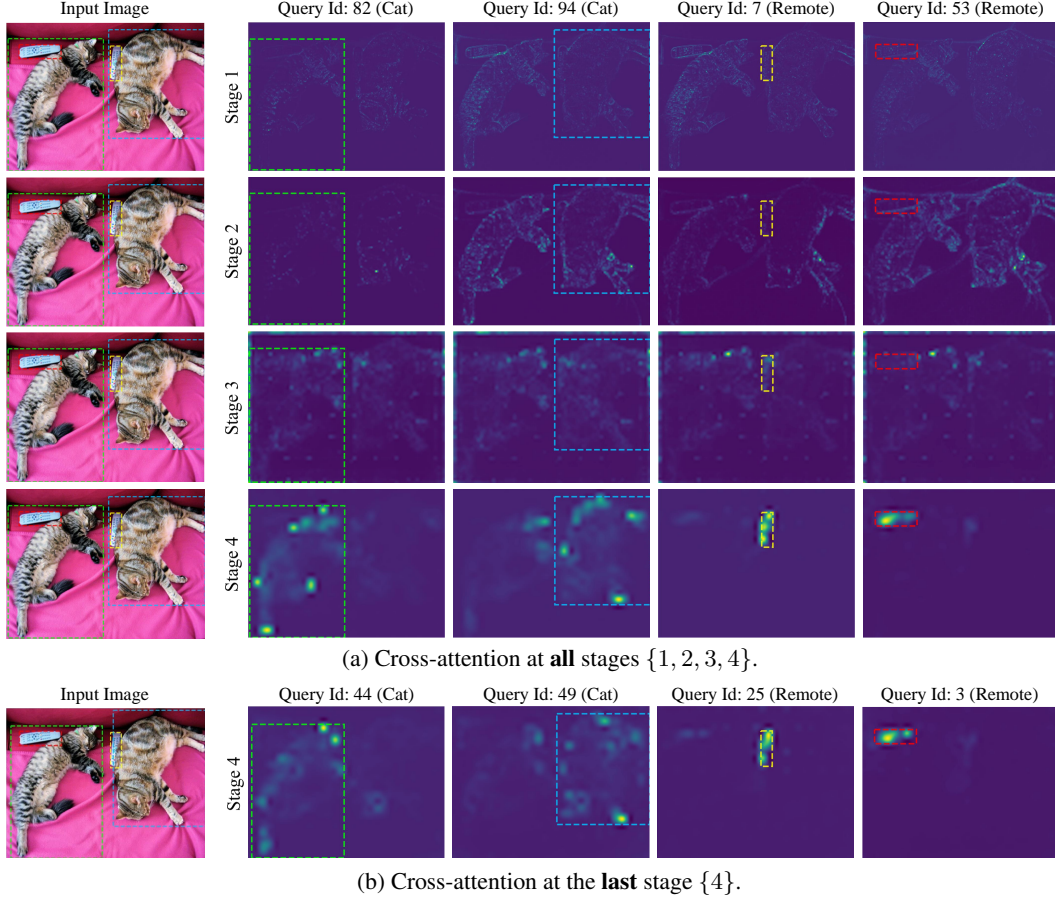 Input Image Query Id: 82 (Cat) Query Id: 94 (Cat) Query Id: 7 (Remote) Query Id: 53 (Remote)
Stage 1
Stage 2
Stage 3
Stage 4
(a) Cross-attention at all stages {1, 2, 3, 4}.
Input Image Query Id: 44 (Cat) Query Id: 49 (Cat) Query Id: 25 (Remote) Query Id: 3 (Remote)
Stage 4
(b) Cross-attention at the last stage {4}.